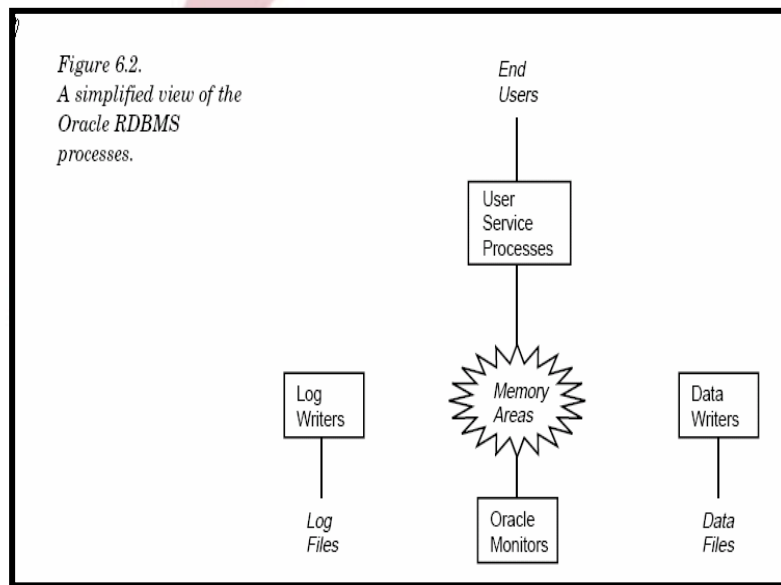 Figure 6.2.
A simplified view of the
Oracle RDBMS
processes.
End
Users
User
Service
Processes
Memory
Areas
Log
Writers
Data
Writers
Log
Files
Oracle
Monitors
Data
Files